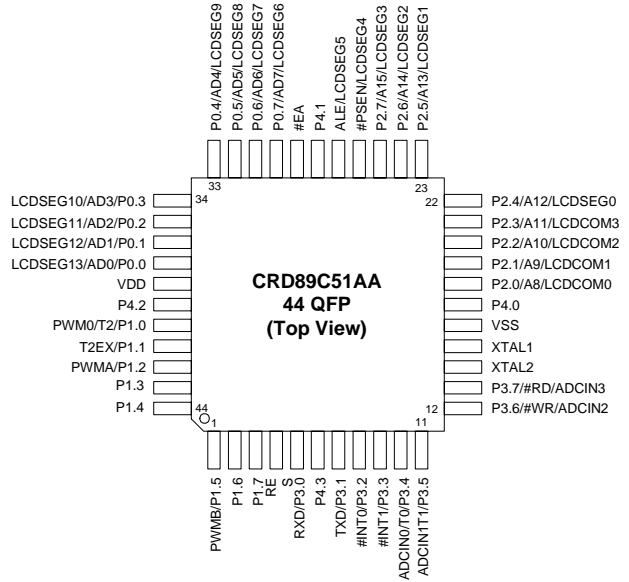 P0.4/AD4/LCDSEG9
P0.5/AD5/LCDSEG8
P0.6/AD6/LCDSEG7
P0.7/AD7/LCDSEG6
#EA
P4.1
ALE/LCDSEG5
#PSEN/LCDSEG4
P2.7/A15/LCDSEG3
P2.6/A14/LCDSEG2
P2.5/A13/LCDSEG1
33
23
34
22
LCDSEG10/AD3/P0.3
LCDSEG11/AD2/P0.2
LCDSEG12/AD1/P0.1
LCDSEG13/AD0/P0.0
VDD
P4.2
PWM0/T2/P1.0
T2EX/P1.1
PWMA/P1.2
P1.3
P1.4
CRD89C51AA
44 QFP
(Top View)
P2.4/A12/LCDSEG0
P2.3/A11/LCDCOM3
P2.2/A10/LCDCOM2
P2.1/A9/LCDCOM1
P2.0/A8/LCDCOM0
P4.0
VSS
XTAL1
XTAL2
P3.7/#RD/ADCIN3
P3.6/#WR/ADCIN2
44
12
1
11
PWMB/P1.5
P1.6
P1.7
RE
S
RXD/P3.0
P4.3
TXD/P3.1
#INT0/P3.2
#INT1/P3.3
ADCIN0/T0/P3.4
ADCIN1T1/P3.5